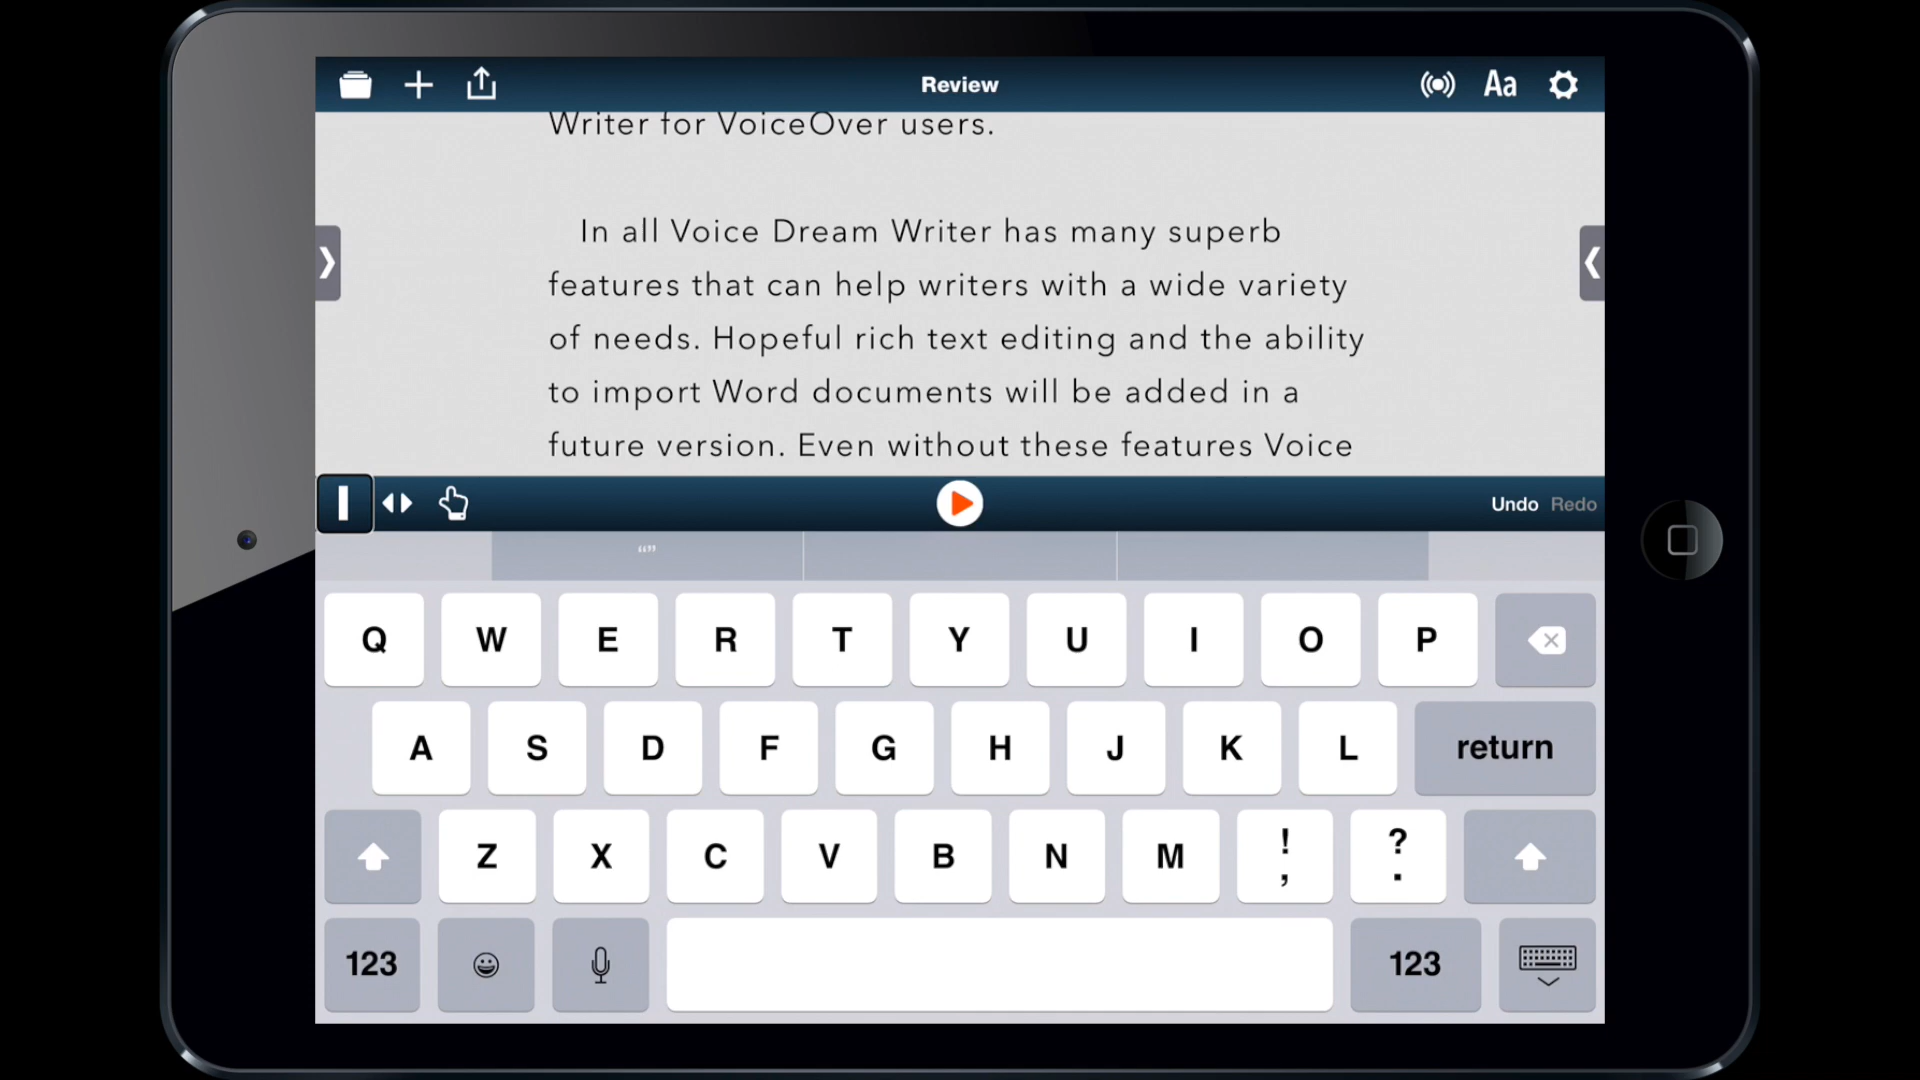 Review
Aa
Writer for VoiceOver users.
In all Voice Dream Writer has many superb
features that can help writers with a wide variety
of needs. Hopeful rich text editing and the ability
to import Word documents will be added in a
future version. Even without these features Voice
Undo Redo
“”
Q W E R T Y U I O P
A S D F G H J K L return
Z X C V B N M ! , ? .
123 123